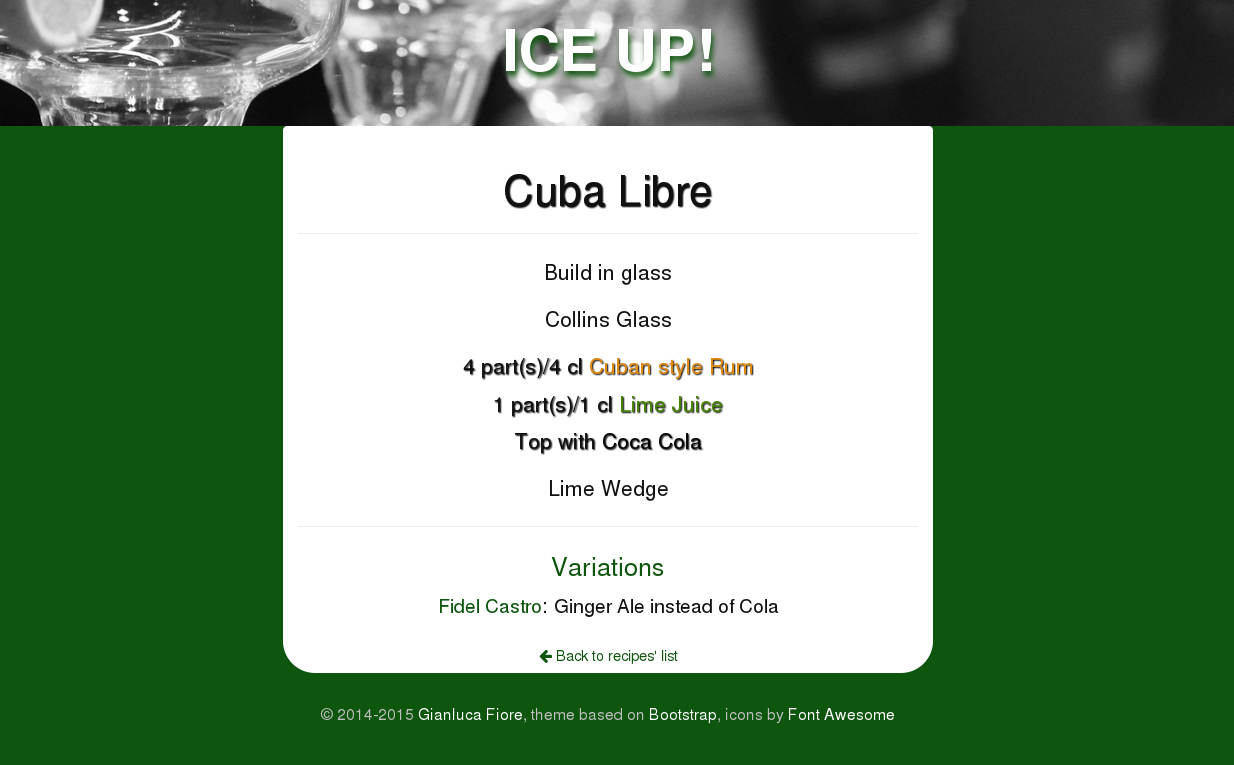 ICE UP!
Cuba Libre
Build in glass
Collins Glass
4 part(s)/4 cl Cuban style Rum
1 part(s)/1 cl Lime Juice
Top with Coca Cola
Lime Wedge
Variations
Fidel Castro: Ginger Ale instead of Cola
Back to recipes' list
© 2014-2015 Gianluca Fiore, theme based on Bootstrap, icons by Font Awesome